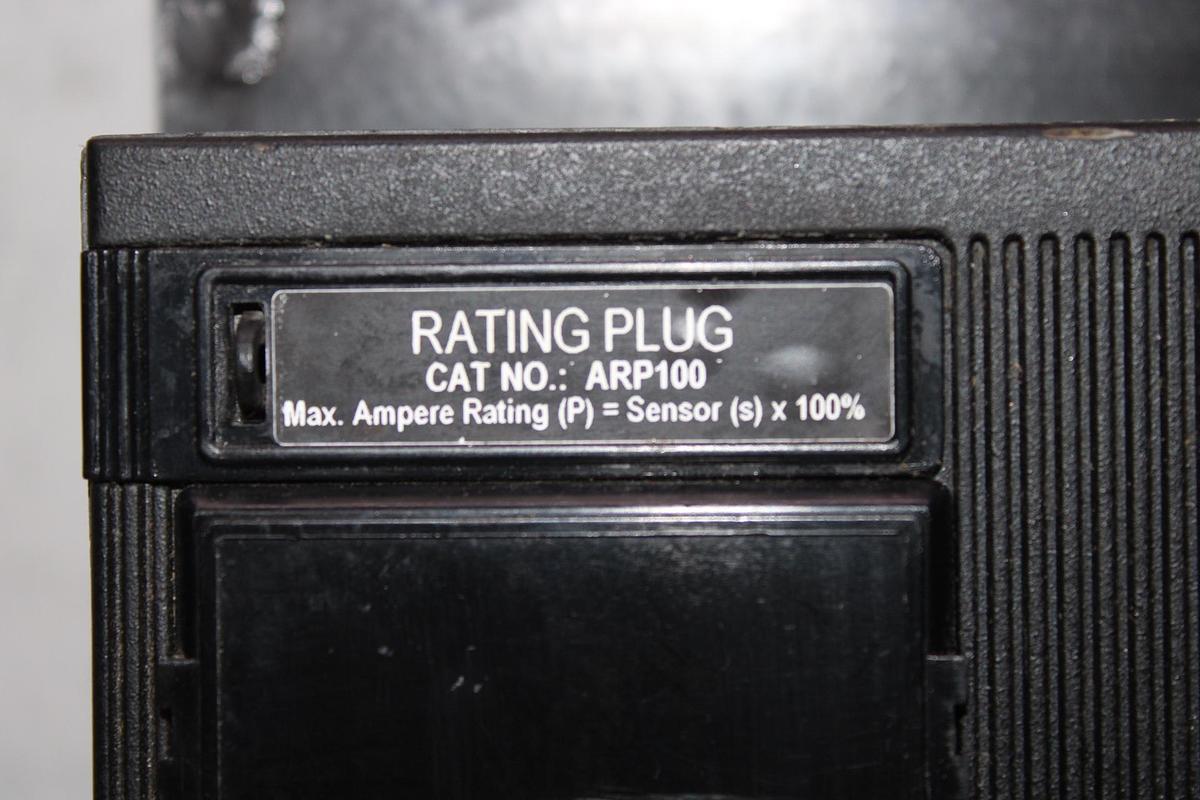 RATING PLUG
CAT NO.: ARP100
Max. Ampere Rating (P) = Sensor (s) x 100%